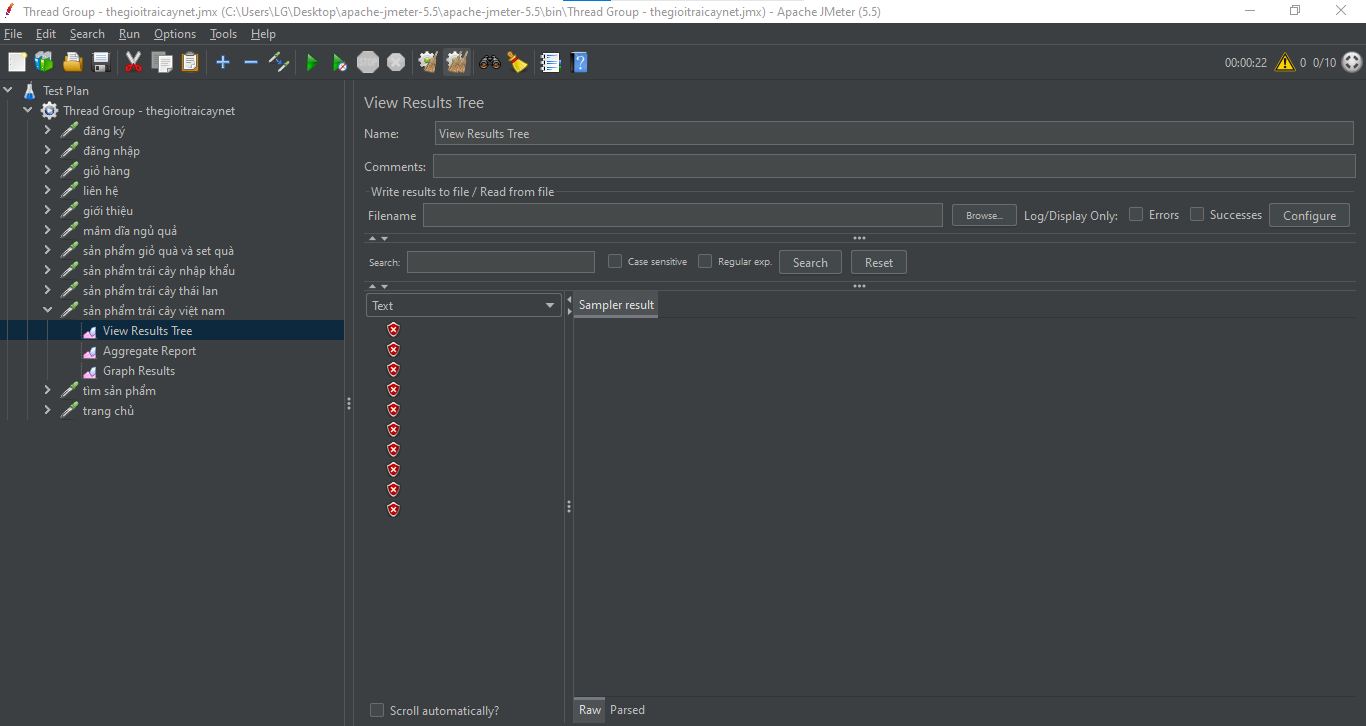 Thread Group - thegioitraicaynet.jmx (C:\Users\LG\Desktop\apache-jmeter-5.5\apache-jmeter-5.5\bin\Thread Group - thegioitraicaynet.jmx) - Apache JMeter (5.5)
File Edit Search Run Options Tools Help
STOP 00:00:22 0 0/10
Test Plan
Thread Group - thegioitraicaynet
đăng ký
đăng nhập
giỏ hàng
liên hệ
giới thiệu
mâm dĩa ngủ quả
sản phẩm giỏ quà và set quà
sản phẩm trái cây nhập khẩu
sản phẩm trái cây thái lan
sản phẩm trái cây việt nam
View Results Tree
Aggregate Report
Graph Results
tìm sản phẩm
trang chủ
View Results Tree
Name: View Results Tree
Comments:
Write results to file / Read from file
Filename Browse... Log/Display Only: Errors Successes Configure
Search: Case sensitive Regular exp. Search Reset
Text Sampler result
Scroll automatically? Raw Parsed